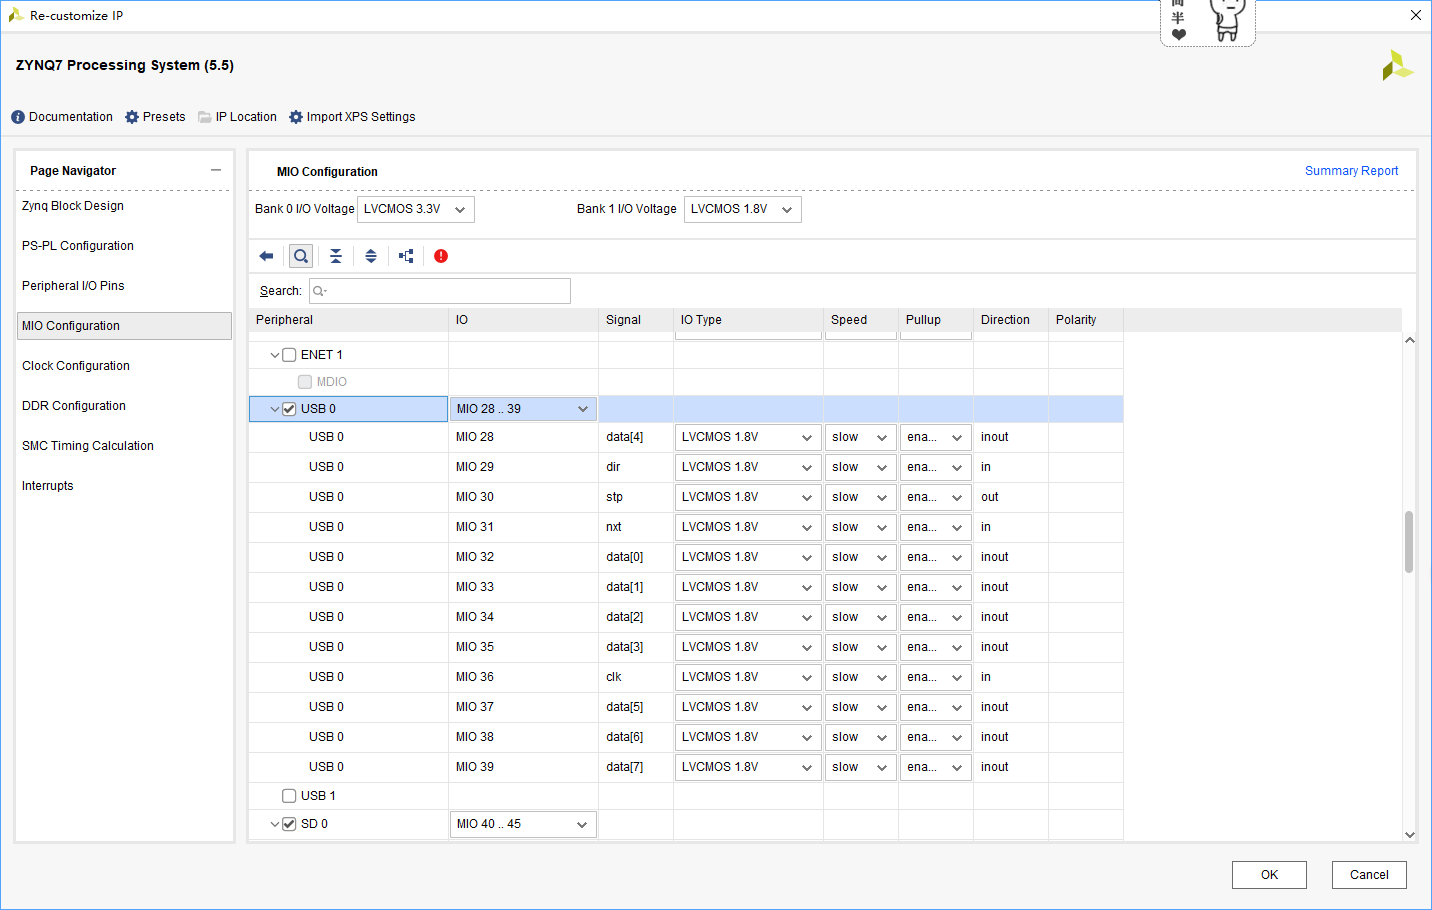 Re-customize IP
半
ZYNQ7 Processing System (5.5)
Documentation Presets IP Location Import XPS Settings
Page Navigator
Zynq Block Design
PS-PL Configuration
Peripheral I/O Pins
MIO Configuration
Clock Configuration
DDR Configuration
SMC Timing Calculation
Interrupts
MIO Configuration Summary Report
Bank 0 I/O Voltage LVCMOS 3.3V Bank 1 I/O Voltage LVCMOS 1.8V
Search:
Peripheral IO Signal IO Type Speed Pullup Direction Polarity
ENET 1
MDIO
USB 0 MIO 28 .. 39
USB 0 MIO 28 data[4] LVCMOS 1.8V slow ena... inout
USB 0 MIO 29 dir LVCMOS 1.8V slow ena... in
USB 0 MIO 30 stp LVCMOS 1.8V slow ena... out
USB 0 MIO 31 nxt LVCMOS 1.8V slow ena... in
USB 0 MIO 32 data[0] LVCMOS 1.8V slow ena... inout
USB 0 MIO 33 data[1] LVCMOS 1.8V slow ena... inout
USB 0 MIO 34 data[2] LVCMOS 1.8V slow ena... inout
USB 0 MIO 35 data[3] LVCMOS 1.8V slow ena... inout
USB 0 MIO 36 clk LVCMOS 1.8V slow ena... in
USB 0 MIO 37 data[5] LVCMOS 1.8V slow ena... inout
USB 0 MIO 38 data[6] LVCMOS 1.8V slow ena... inout
USB 0 MIO 39 data[7] LVCMOS 1.8V slow ena... inout
USB 1
SD 0 MIO 40 .. 45
OK Cancel